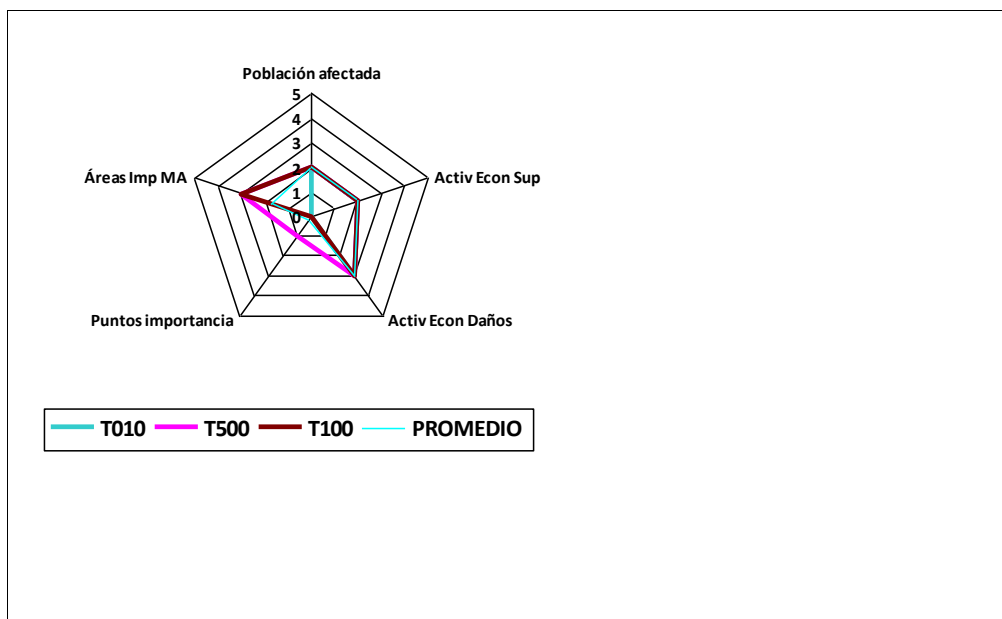 Población afectada
5
4
3
2
1
0
Áreas Imp MA
Activ Econ Sup
Puntos importancia
Activ Econ Daños
T010 T500 T100 PROMEDIO